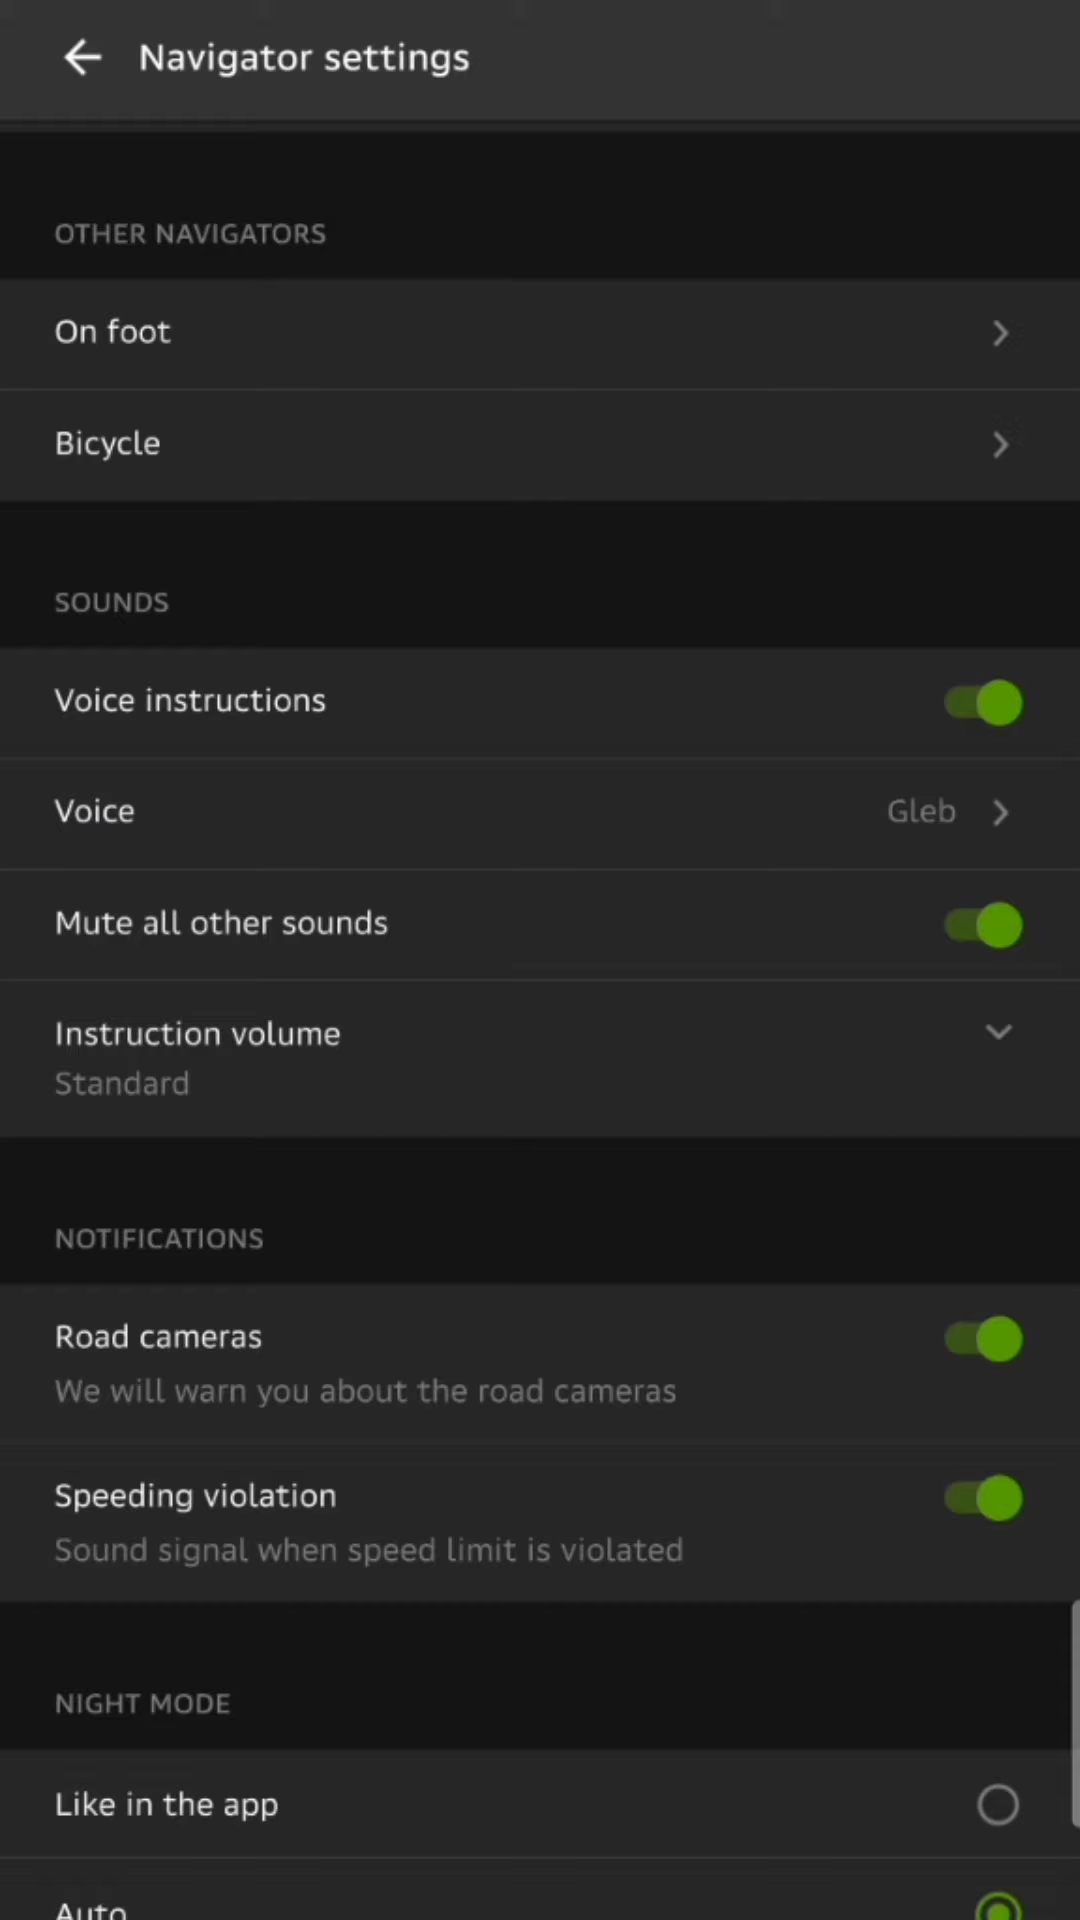 Navigator settings
OTHER NAVIGATORS
On foot
Bicycle
SOUNDS
Voice instructions
Voice
Gleb
Mute all other sounds
Instruction volume
Standard
NOTIFICATIONS
Road cameras
We will warn you about the road cameras
Speeding violation
Sound signal when speed limit is violated
NIGHT MODE
Like in the app
Auto